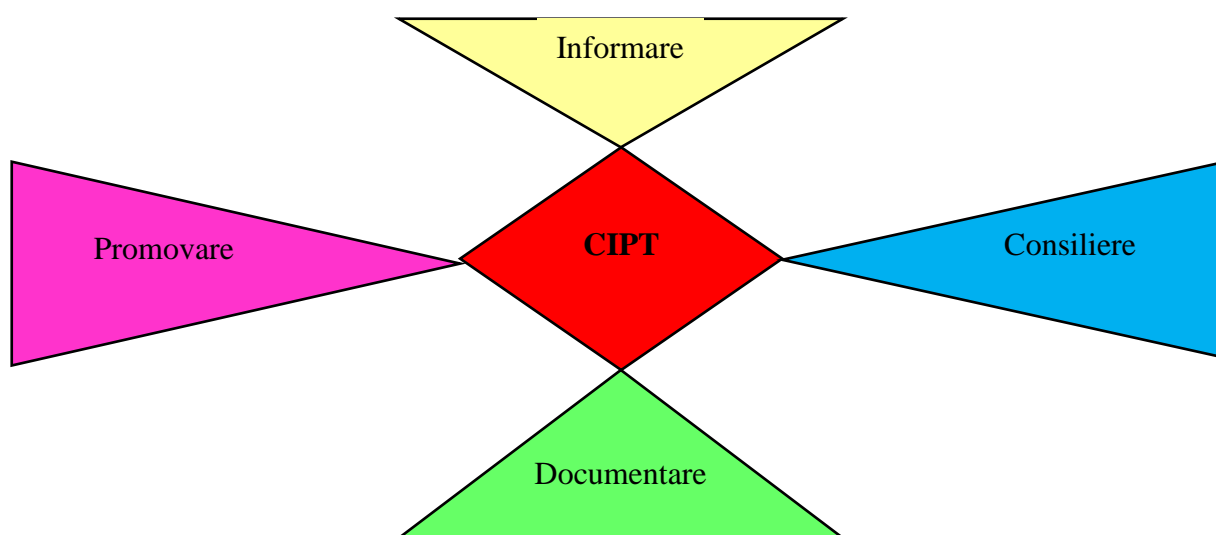 Informare
Promovare
CIPT
Consiliere
Documentare